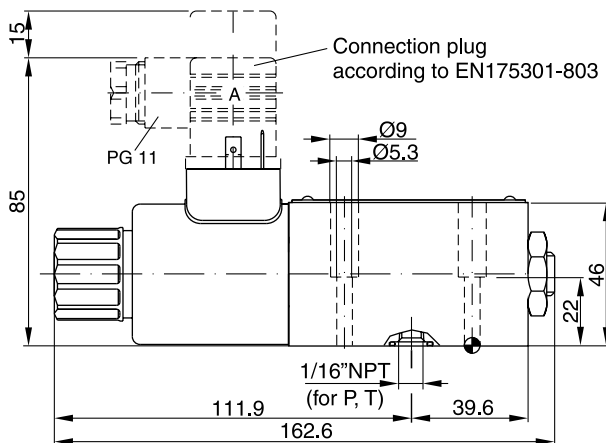 15
Connection plug
according to EN175301-803
A
PG 11
Ø9
Ø5.3
85
46
22
1/16"NPT
(for P, T)
111.9
39.6
162.6